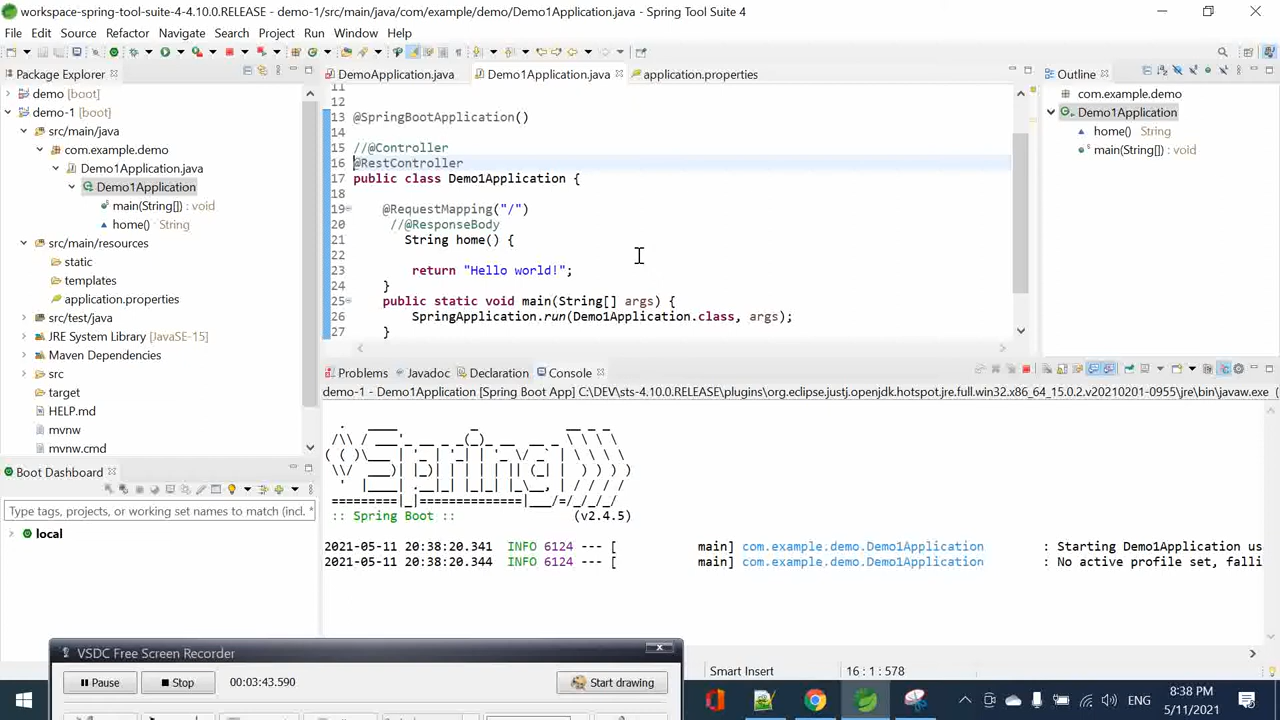 workspace-spring-tool-suite-4-4.10.0.RELEASE - demo-1/src/main/java/com/example/demo/Demo1Application.java - Spring Tool Suite 4
File Edit Source Refactor Navigate Search Project Run Window Help
Package Explorer
DemoApplication.java
Demo1Application.java
application.properties
Outline
demo [boot]
demo-1 [boot]
src/main/java
com.example.demo
Demo1Application.java
Demo1Application
main(String[]) : void
home() : String
src/main/resources
static
templates
application.properties
src/test/java
JRE System Library [JavaSE-15]
Maven Dependencies
src
target
HELP.md
mvnw
mvnw.cmd
11
12
13 @SpringBootApplication()
14
15 //@Controller
16 @RestController
17 public class Demo1Application {
18
19 @RequestMapping("/")
20 //@ResponseBody
21 String home() {
22
23 return "Hello world!";
24 }
25 public static void main(String[] args) {
26 SpringApplication.run(Demo1Application.class, args);
27 }
com.example.demo
Demo1Application
home() : String
main(String[]) : void
Problems Javadoc Declaration Console
demo-1 - Demo1Application [Spring Boot App] C:\DEV\sts-4.10.0.RELEASE\plugins\org.eclipse.justj.openjdk.hotspot.jre.full.win32.x86_64_15.0.2.v20210201-0955\jre\bin\javaw.exe
Spring
:: Spring Boot :: (v2.4.5)
2021-05-11 20:38:20.341 INFO 6124 --- [ main] com.example.demo.Demo1Application : Starting Demo1Application us
2021-05-11 20:38:20.344 INFO 6124 --- [ main] com.example.demo.Demo1Application : No active profile set, falli
Boot Dashboard
Type tags, projects, or working set names to match (incl. *
local
VSDC Free Screen Recorder
Pause
Stop
00:03:43.590
Start drawing
Smart Insert
16 : 1 : 578
ENG
8:38 PM
5/11/2021